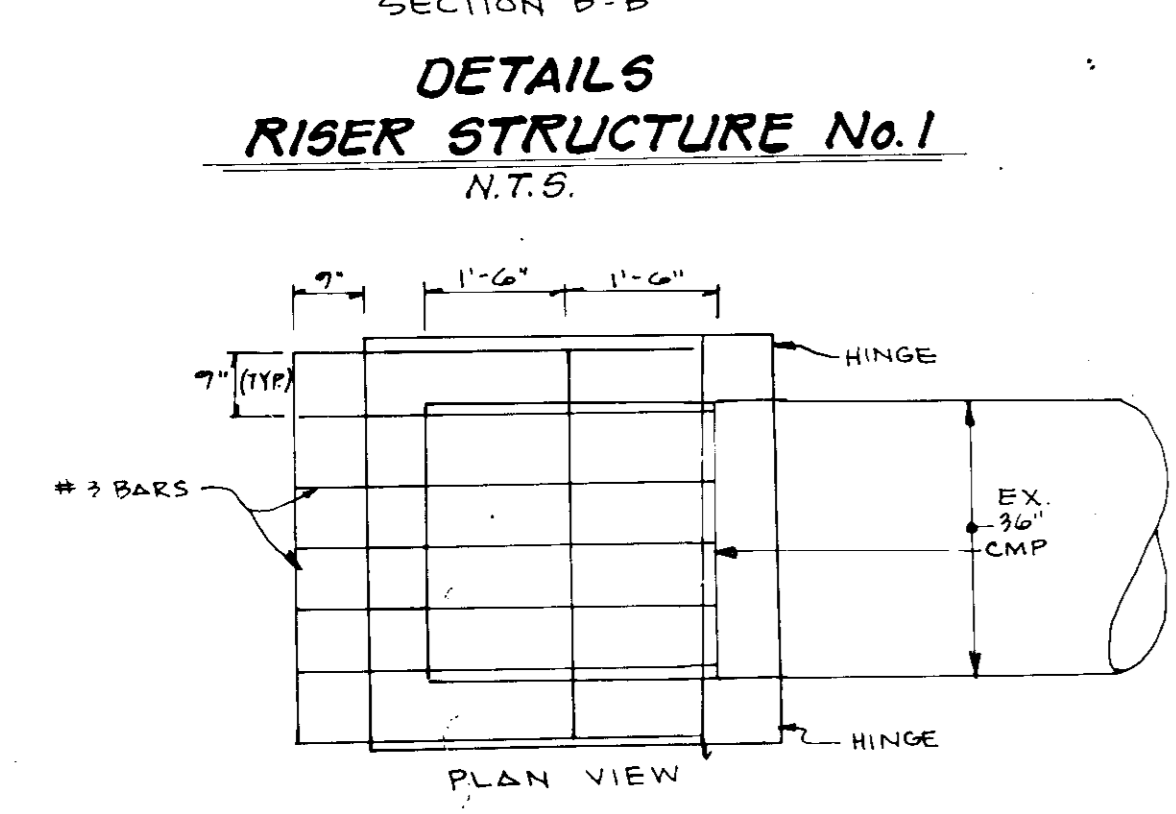 SECTION B-B
DETAILS
RISER STRUCTURE No. 1
N.T.S.
9"
1'-6"
1'-6"
HINGE
9" (TYP.)
# 3 BARS
EX.
36"
CMP
HINGE
PLAN VIEW